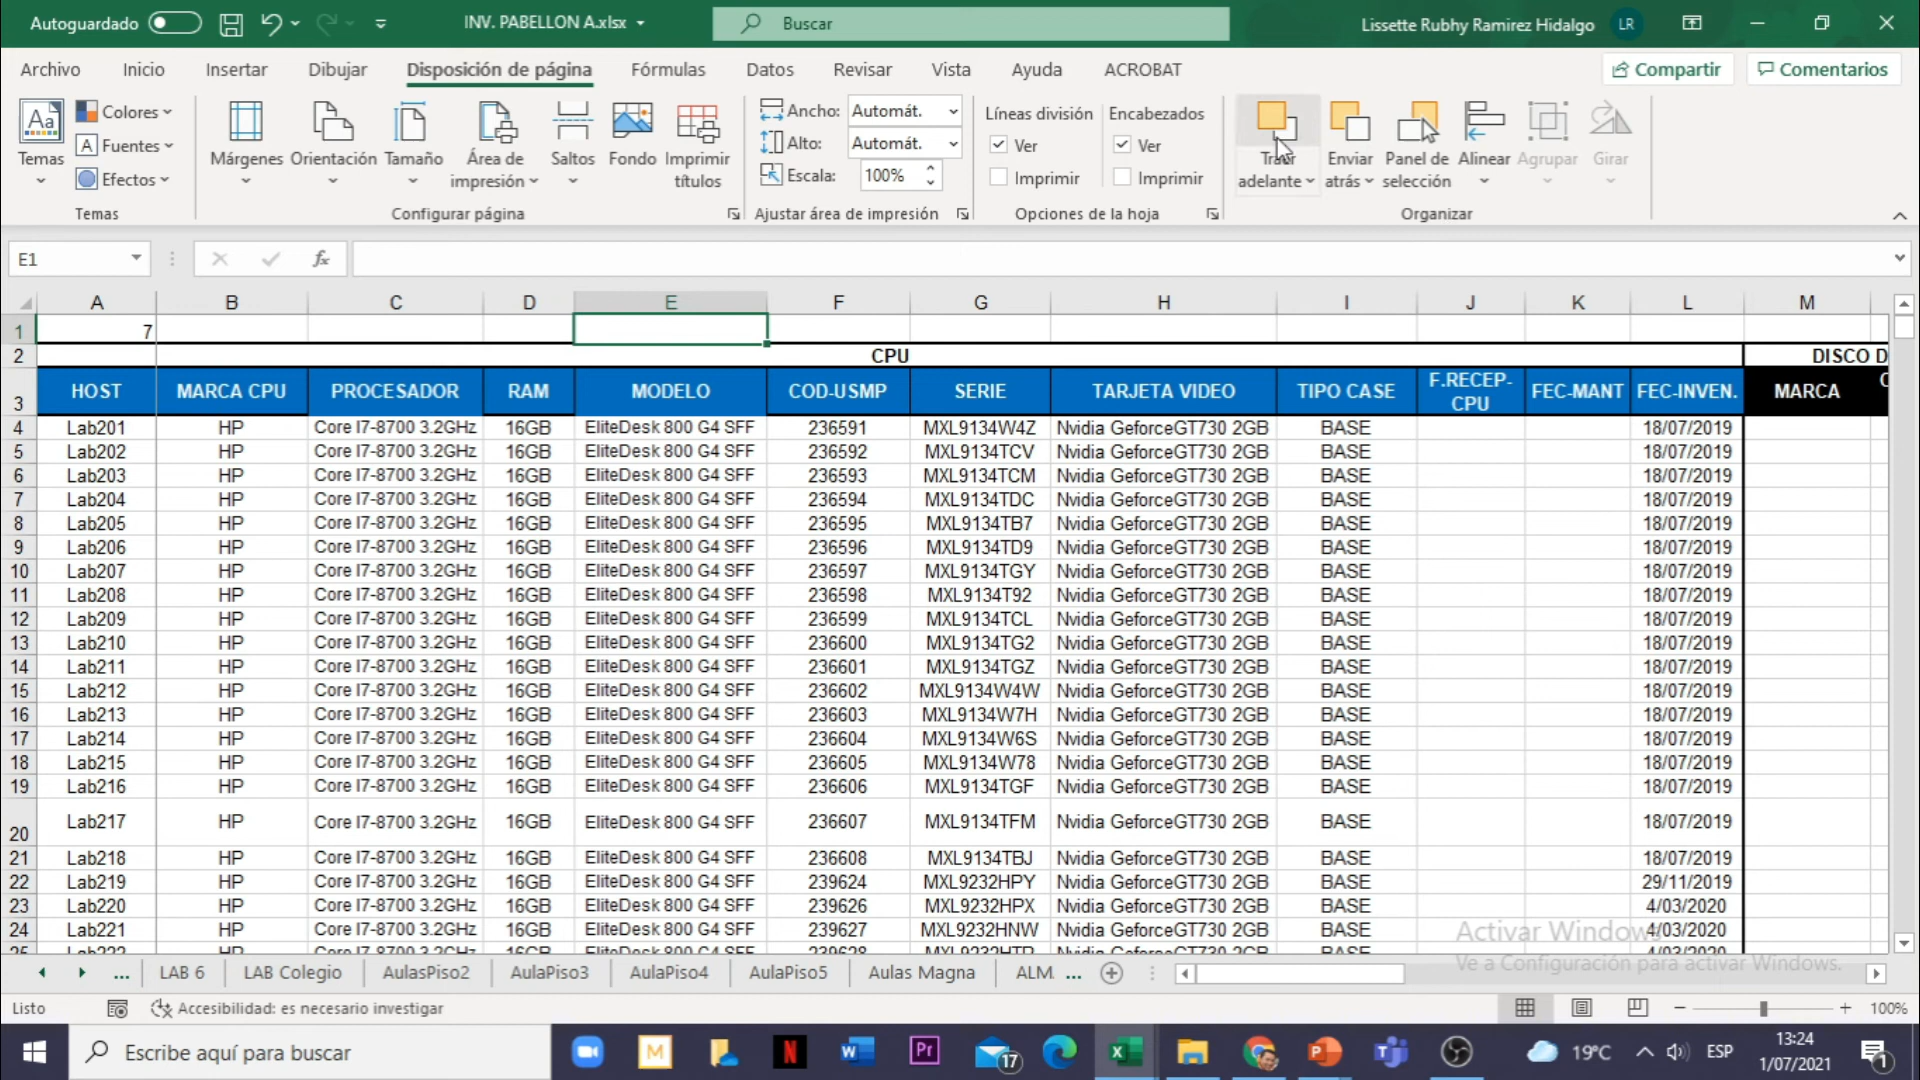 Autoguardado INV. PABELLON A.xlsx Buscar Lissette Rubhy Ramirez Hidalgo LR
Archivo Inicio Insertar Dibujar Disposición de página Fórmulas Datos Revisar Vista Ayuda ACROBAT Compartir Comentarios
Aa Colores Ancho: Automát. Líneas división Encabezados
Fuentes Alto: Automát. Ver Ver
Temas Márgenes Orientación Tamaño Área de impresión Saltos Fondo Imprimir títulos Traer adelante Enviar atrás Panel de selección Alinear Agrupar Girar
Efectos Escala: 100% Imprimir Imprimir
Temas Configurar página Ajustar área de impresión Opciones de la hoja Organizar
E1 fx
A B C D E F G H I J K L M
1 7
2 CPU DISCO D
3 HOST MARCA CPU PROCESADOR RAM MODELO COD-USMP SERIE TARJETA VIDEO TIPO CASE F.RECEP-CPU FEC-MANT FEC-INVEN. MARCA
4 Lab201 HP Core I7-8700 3.2GHz 16GB EliteDesk 800 G4 SFF 236591 MXL9134W4Z Nvidia GeforceGT730 2GB BASE 18/07/2019
5 Lab202 HP Core I7-8700 3.2GHz 16GB EliteDesk 800 G4 SFF 236592 MXL9134TCV Nvidia GeforceGT730 2GB BASE 18/07/2019
6 Lab203 HP Core I7-8700 3.2GHz 16GB EliteDesk 800 G4 SFF 236593 MXL9134TCM Nvidia GeforceGT730 2GB BASE 18/07/2019
7 Lab204 HP Core I7-8700 3.2GHz 16GB EliteDesk 800 G4 SFF 236594 MXL9134TDC Nvidia GeforceGT730 2GB BASE 18/07/2019
8 Lab205 HP Core I7-8700 3.2GHz 16GB EliteDesk 800 G4 SFF 236595 MXL9134TB7 Nvidia GeforceGT730 2GB BASE 18/07/2019
9 Lab206 HP Core I7-8700 3.2GHz 16GB EliteDesk 800 G4 SFF 236596 MXL9134TD9 Nvidia GeforceGT730 2GB BASE 18/07/2019
10 Lab207 HP Core I7-8700 3.2GHz 16GB EliteDesk 800 G4 SFF 236597 MXL9134TGY Nvidia GeforceGT730 2GB BASE 18/07/2019
11 Lab208 HP Core I7-8700 3.2GHz 16GB EliteDesk 800 G4 SFF 236598 MXL9134T92 Nvidia GeforceGT730 2GB BASE 18/07/2019
12 Lab209 HP Core I7-8700 3.2GHz 16GB EliteDesk 800 G4 SFF 236599 MXL9134TCL Nvidia GeforceGT730 2GB BASE 18/07/2019
13 Lab210 HP Core I7-8700 3.2GHz 16GB EliteDesk 800 G4 SFF 236600 MXL9134TG2 Nvidia GeforceGT730 2GB BASE 18/07/2019
14 Lab211 HP Core I7-8700 3.2GHz 16GB EliteDesk 800 G4 SFF 236601 MXL9134TGZ Nvidia GeforceGT730 2GB BASE 18/07/2019
15 Lab212 HP Core I7-8700 3.2GHz 16GB EliteDesk 800 G4 SFF 236602 MXL9134W4W Nvidia GeforceGT730 2GB BASE 18/07/2019
16 Lab213 HP Core I7-8700 3.2GHz 16GB EliteDesk 800 G4 SFF 236603 MXL9134W7H Nvidia GeforceGT730 2GB BASE 18/07/2019
17 Lab214 HP Core I7-8700 3.2GHz 16GB EliteDesk 800 G4 SFF 236604 MXL9134W6S Nvidia GeforceGT730 2GB BASE 18/07/2019
18 Lab215 HP Core I7-8700 3.2GHz 16GB EliteDesk 800 G4 SFF 236605 MXL9134W78 Nvidia GeforceGT730 2GB BASE 18/07/2019
19 Lab216 HP Core I7-8700 3.2GHz 16GB EliteDesk 800 G4 SFF 236606 MXL9134TGF Nvidia GeforceGT730 2GB BASE 18/07/2019
20 Lab217 HP Core I7-8700 3.2GHz 16GB EliteDesk 800 G4 SFF 236607 MXL9134TFM Nvidia GeforceGT730 2GB BASE 18/07/2019
21 Lab218 HP Core I7-8700 3.2GHz 16GB EliteDesk 800 G4 SFF 236608 MXL9134TBJ Nvidia GeforceGT730 2GB BASE 18/07/2019
22 Lab219 HP Core I7-8700 3.2GHz 16GB EliteDesk 800 G4 SFF 239624 MXL9232HPY Nvidia GeforceGT730 2GB BASE 29/11/2019
23 Lab220 HP Core I7-8700 3.2GHz 16GB EliteDesk 800 G4 SFF 239626 MXL9232HPX Nvidia GeforceGT730 2GB BASE 4/03/2020
24 Lab221 HP Core I7-8700 3.2GHz 16GB EliteDesk 800 G4 SFF 239627 MXL9232HNW Nvidia GeforceGT730 2GB BASE 4/03/2020
Activar Windows
Ve a Configuración para activar Windows.
... LAB 6 LAB Colegio AulasPiso2 AulaPiso3 AulaPiso4 AulaPiso5 Aulas Magna ALM. ...
Listo Accesibilidad: es necesario investigar 100%
Escribe aquí para buscar M N W Pr 17 X P T 19°C ESP 13:24 1
1/07/2021